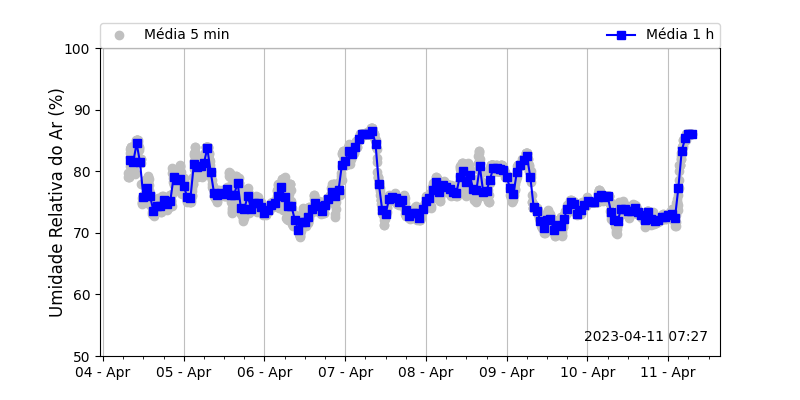 Média 5 min
Média 1 h
100
90
80
70
60
50
Umidade Relativa do Ar (%)
2023-04-11 07:27
04 - Apr
05 - Apr
06 - Apr
07 - Apr
08 - Apr
09 - Apr
10 - Apr
11 - Apr